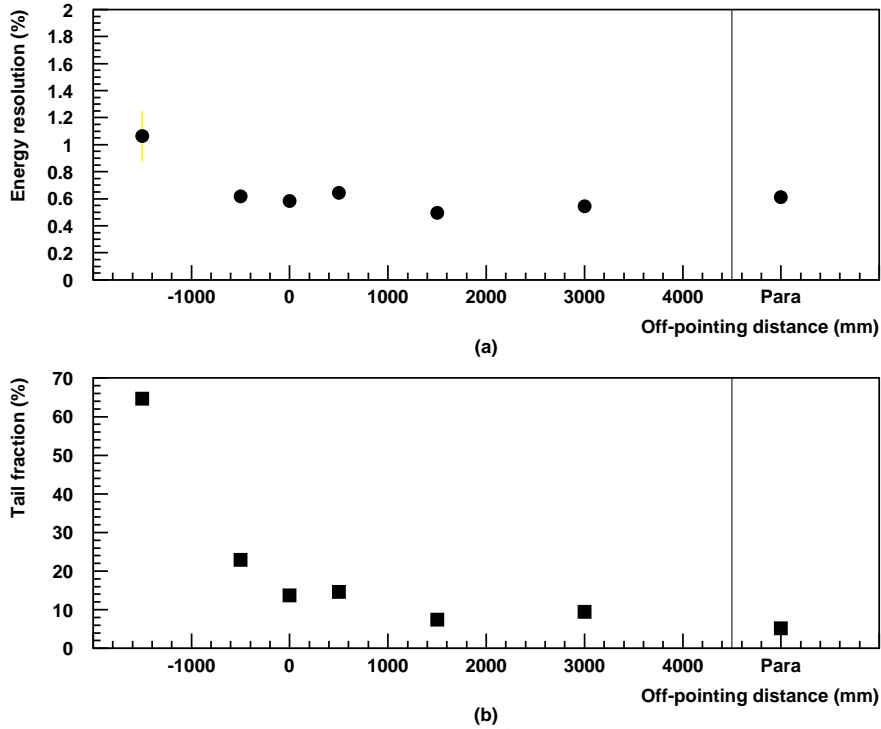 Energy resolution (%)
2
1.8
1.6
1.4
1.2
1
0.8
0.6
0.4
0.2
0
-1000 0 1000 2000 3000 4000 Para
Off-pointing distance (mm)
(a)
Tail fraction (%)
70
60
50
40
30
20
10
0
-1000 0 1000 2000 3000 4000 Para
Off-pointing distance (mm)
(b)